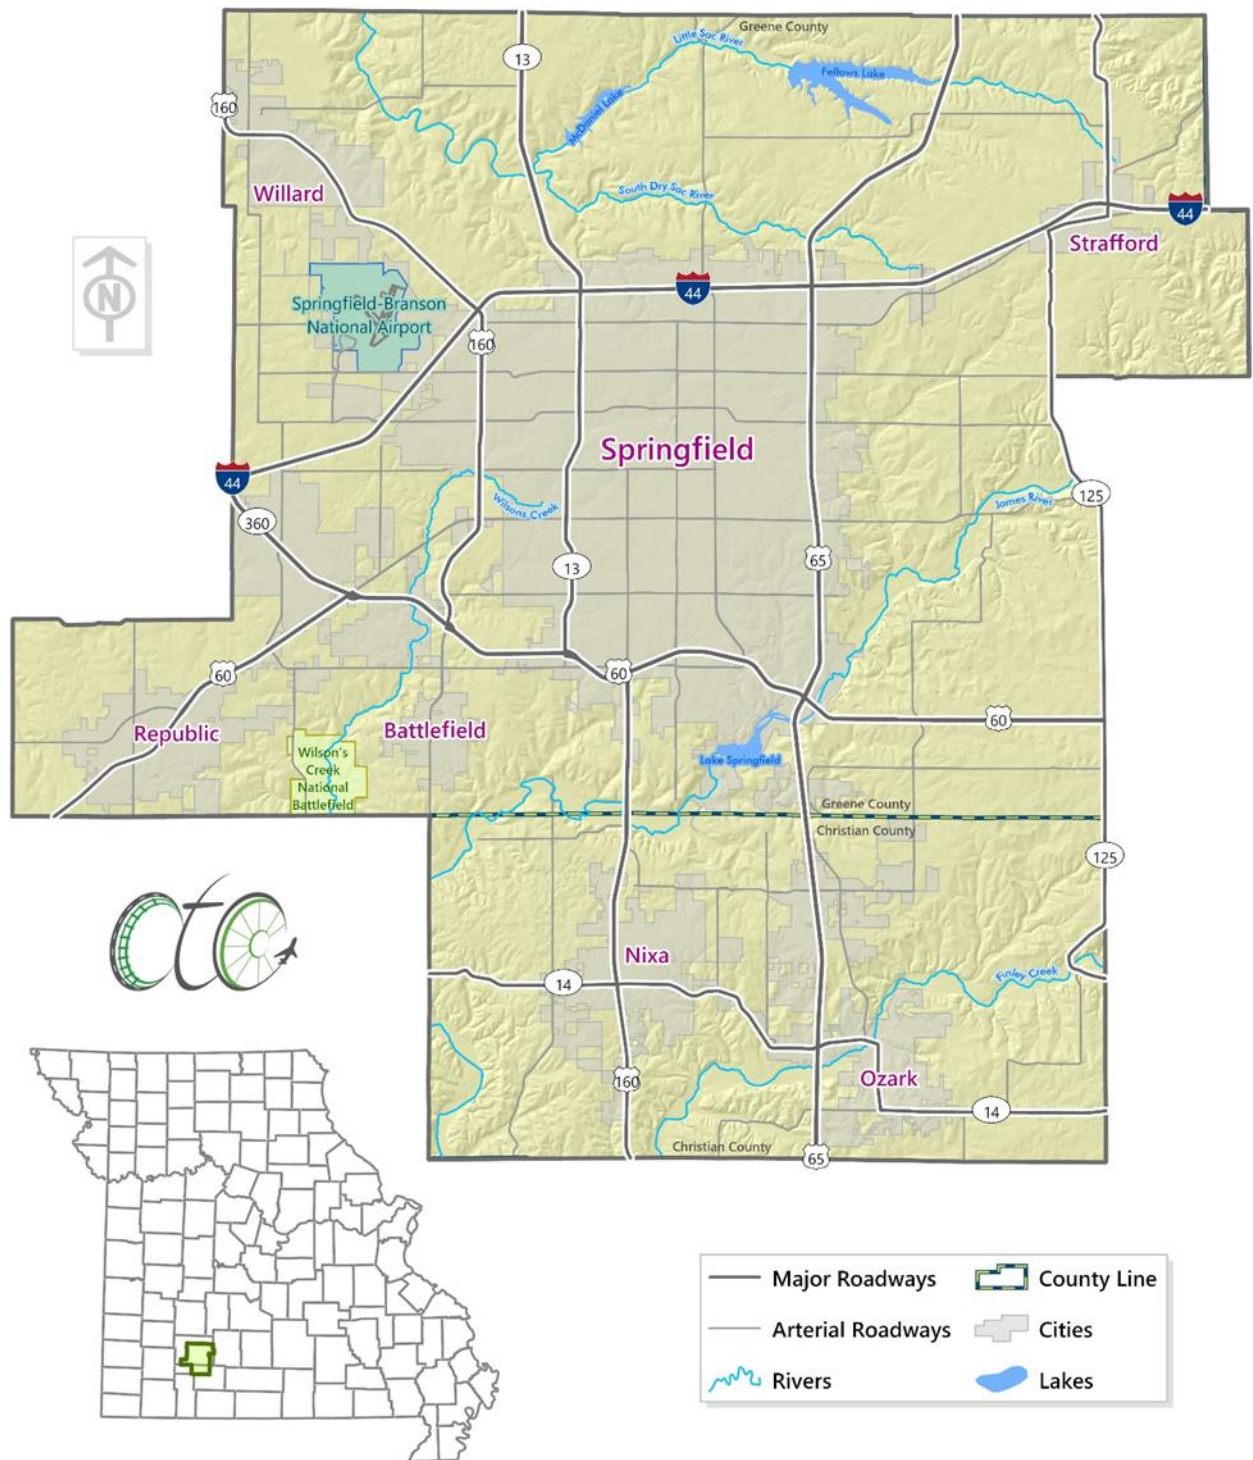 Greene County
Little Sac River
13
Fellows Lake
160
McDaniel Lake
Willard
South Dry Sac River
44
Strafford
N
44
Springfield-Branson
National Airport
160
Springfield
44
125
James River
Wilsons Creek
360
65
13
60
60
60
Republic
Battlefield
Wilson's
Creek
National
Battlefield
Lake Springfield
Greene County
Christian County
125
cto
Nixa
Finley Creek
14
160
Ozark
14
Christian County
65
Major Roadways
County Line
Arterial Roadways
Cities
Rivers
Lakes